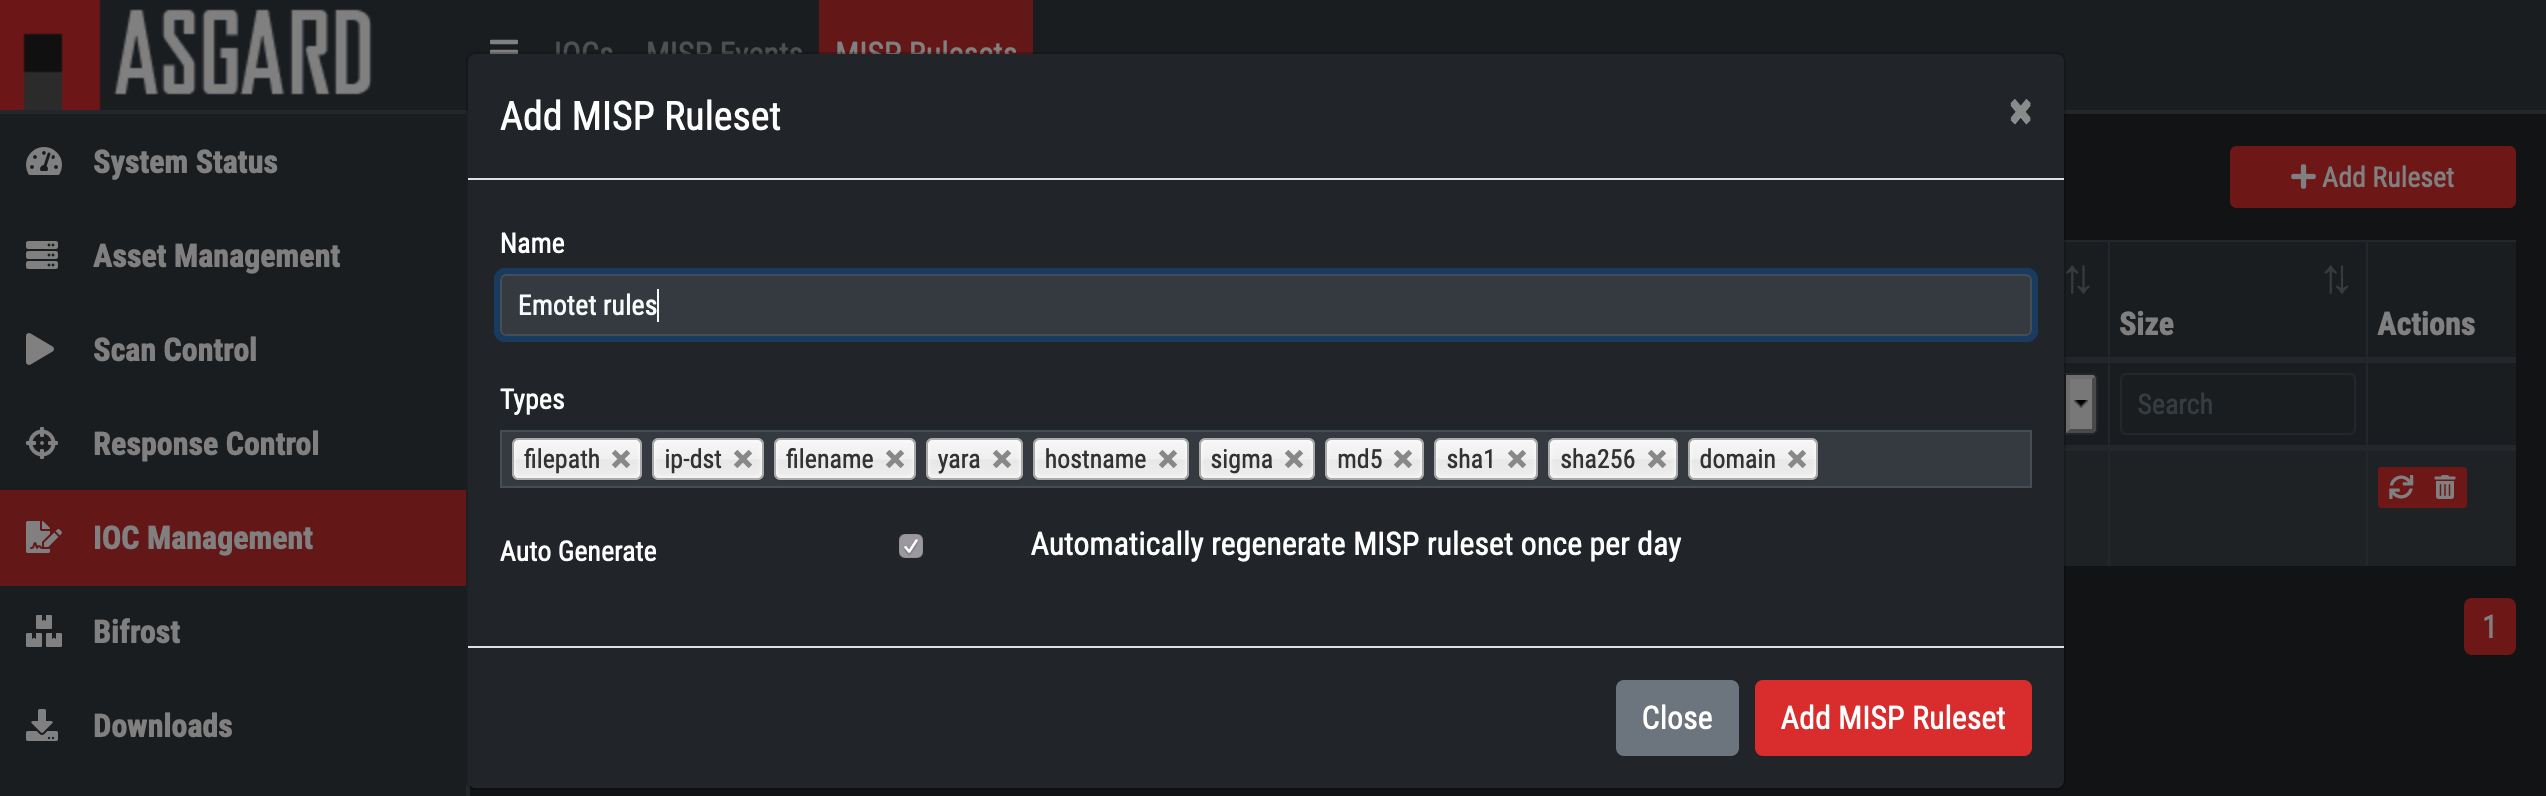 ASGARD
IOCs MISP Events MISP Rulesets
System Status
Asset Management
Scan Control
Response Control
IOC Management
Bifrost
Downloads
Add MISP Ruleset
Name
Emotet rules
Types
filepath ip-dst filename yara hostname sigma md5 sha1 sha256 domain
Auto Generate Automatically regenerate MISP ruleset once per day
Close Add MISP Ruleset
Add Ruleset
Size Actions
Search
1